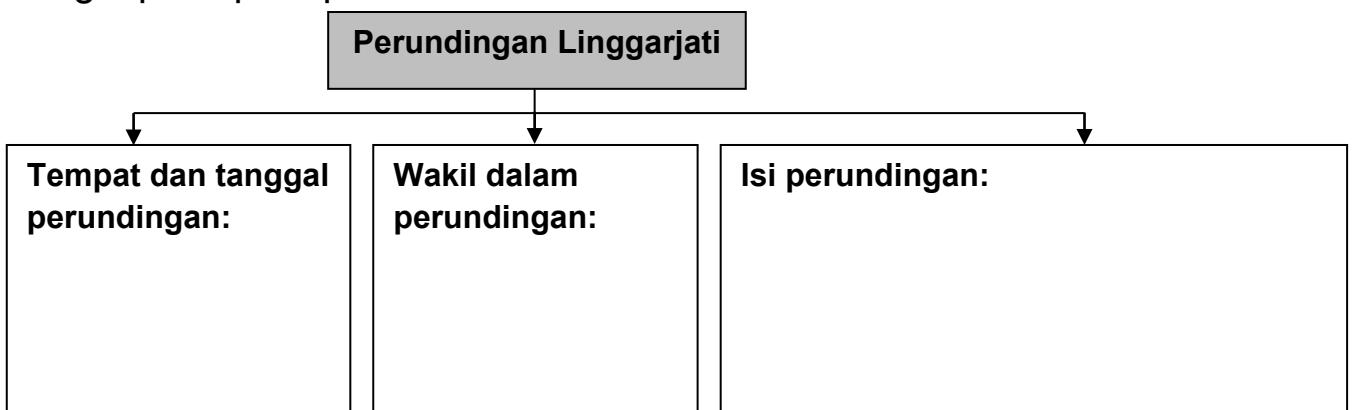 Perundingan Linggarjati
Tempat dan tanggal
perundingan:
Wakil dalam
perundingan:
Isi perundingan: